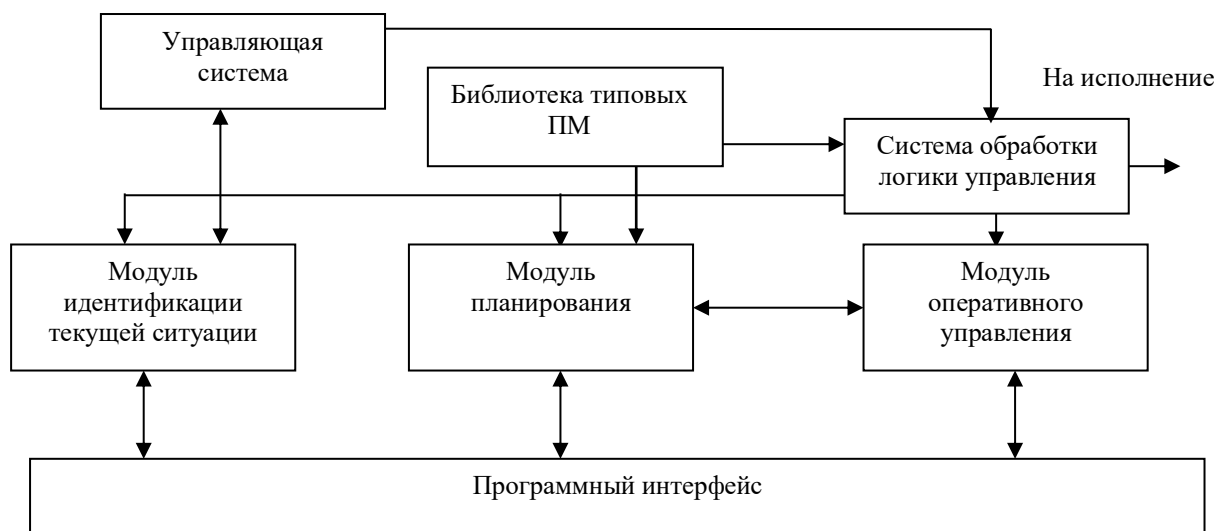 Управляющая
система
Библиотека типовых
ПМ
На исполнение
Система обработки
логики управления
Модуль
идентификации
текущей ситуации
Модуль
планирования
Модуль
оперативного
управления
Программный интерфейс